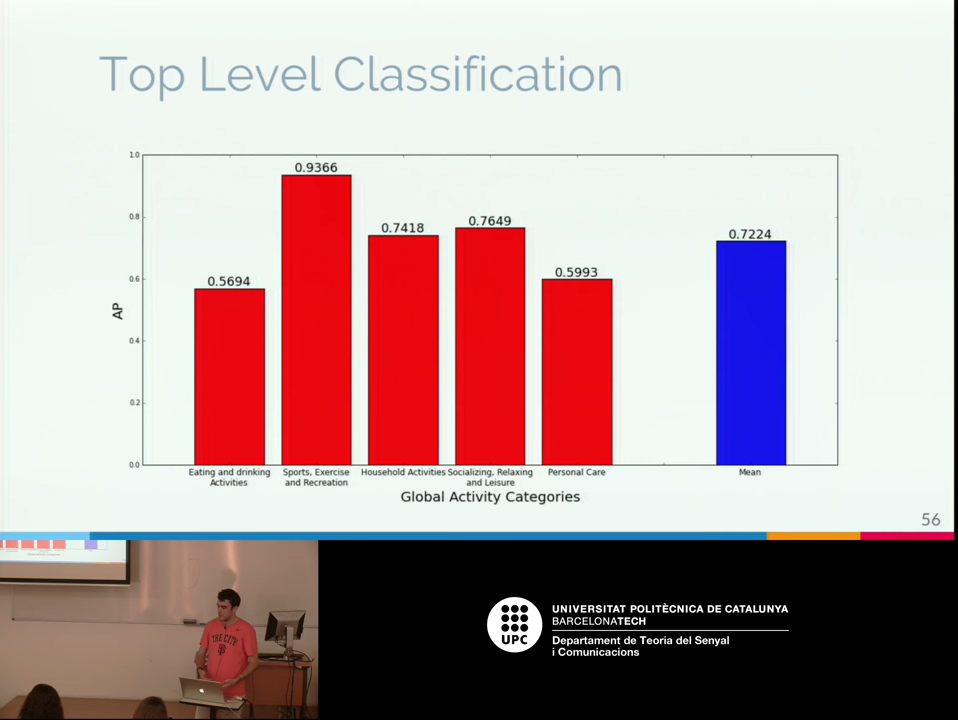 Top Level Classification
1.0
0.8
0.6
0.4
0.2
0.0
AP
0.5694
0.9366
0.7418
0.7649
0.5993
0.7224
Eating and drinking
Activities
Sports, Exercise
and Recreation
Household Activities
Socializing, Relaxing
and Leisure
Personal Care
Mean
Global Activity Categories
56
THE CITY
UPC
UNIVERSITAT POLITÈCNICA DE CATALUNYA
BARCELONATECH
Departament de Teoria del Senyal
i Comunicacions